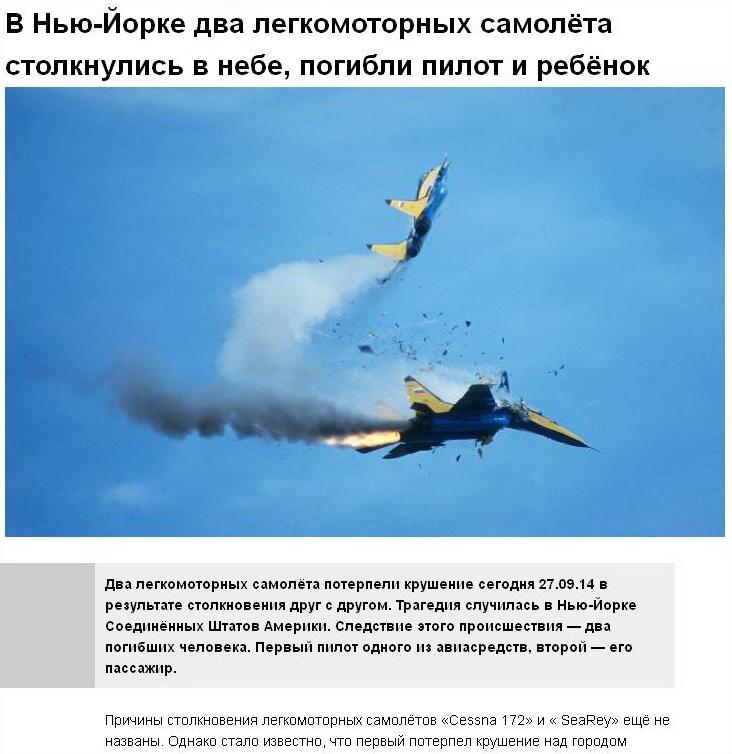 В Нью-Йорке два легкомоторных самолёта
столкнулись в небе, погибли пилот и ребёнок
Два легкомоторных самолёта потерпели крушение сегодня 27.09.14 в
результате столкновения друг с другом. Трагедия случилась в Нью-Йорке
Соединённых Штатов Америки. Следствие этого происшествия — два
погибших человека. Первый пилот одного из авиасредств, второй — его
пассажир.
Причины столкновения легкомоторных самолётов «Cessna 172» и « SeaRey» ещё не
названы. Однако стало известно, что первый потерпел крушение над городом